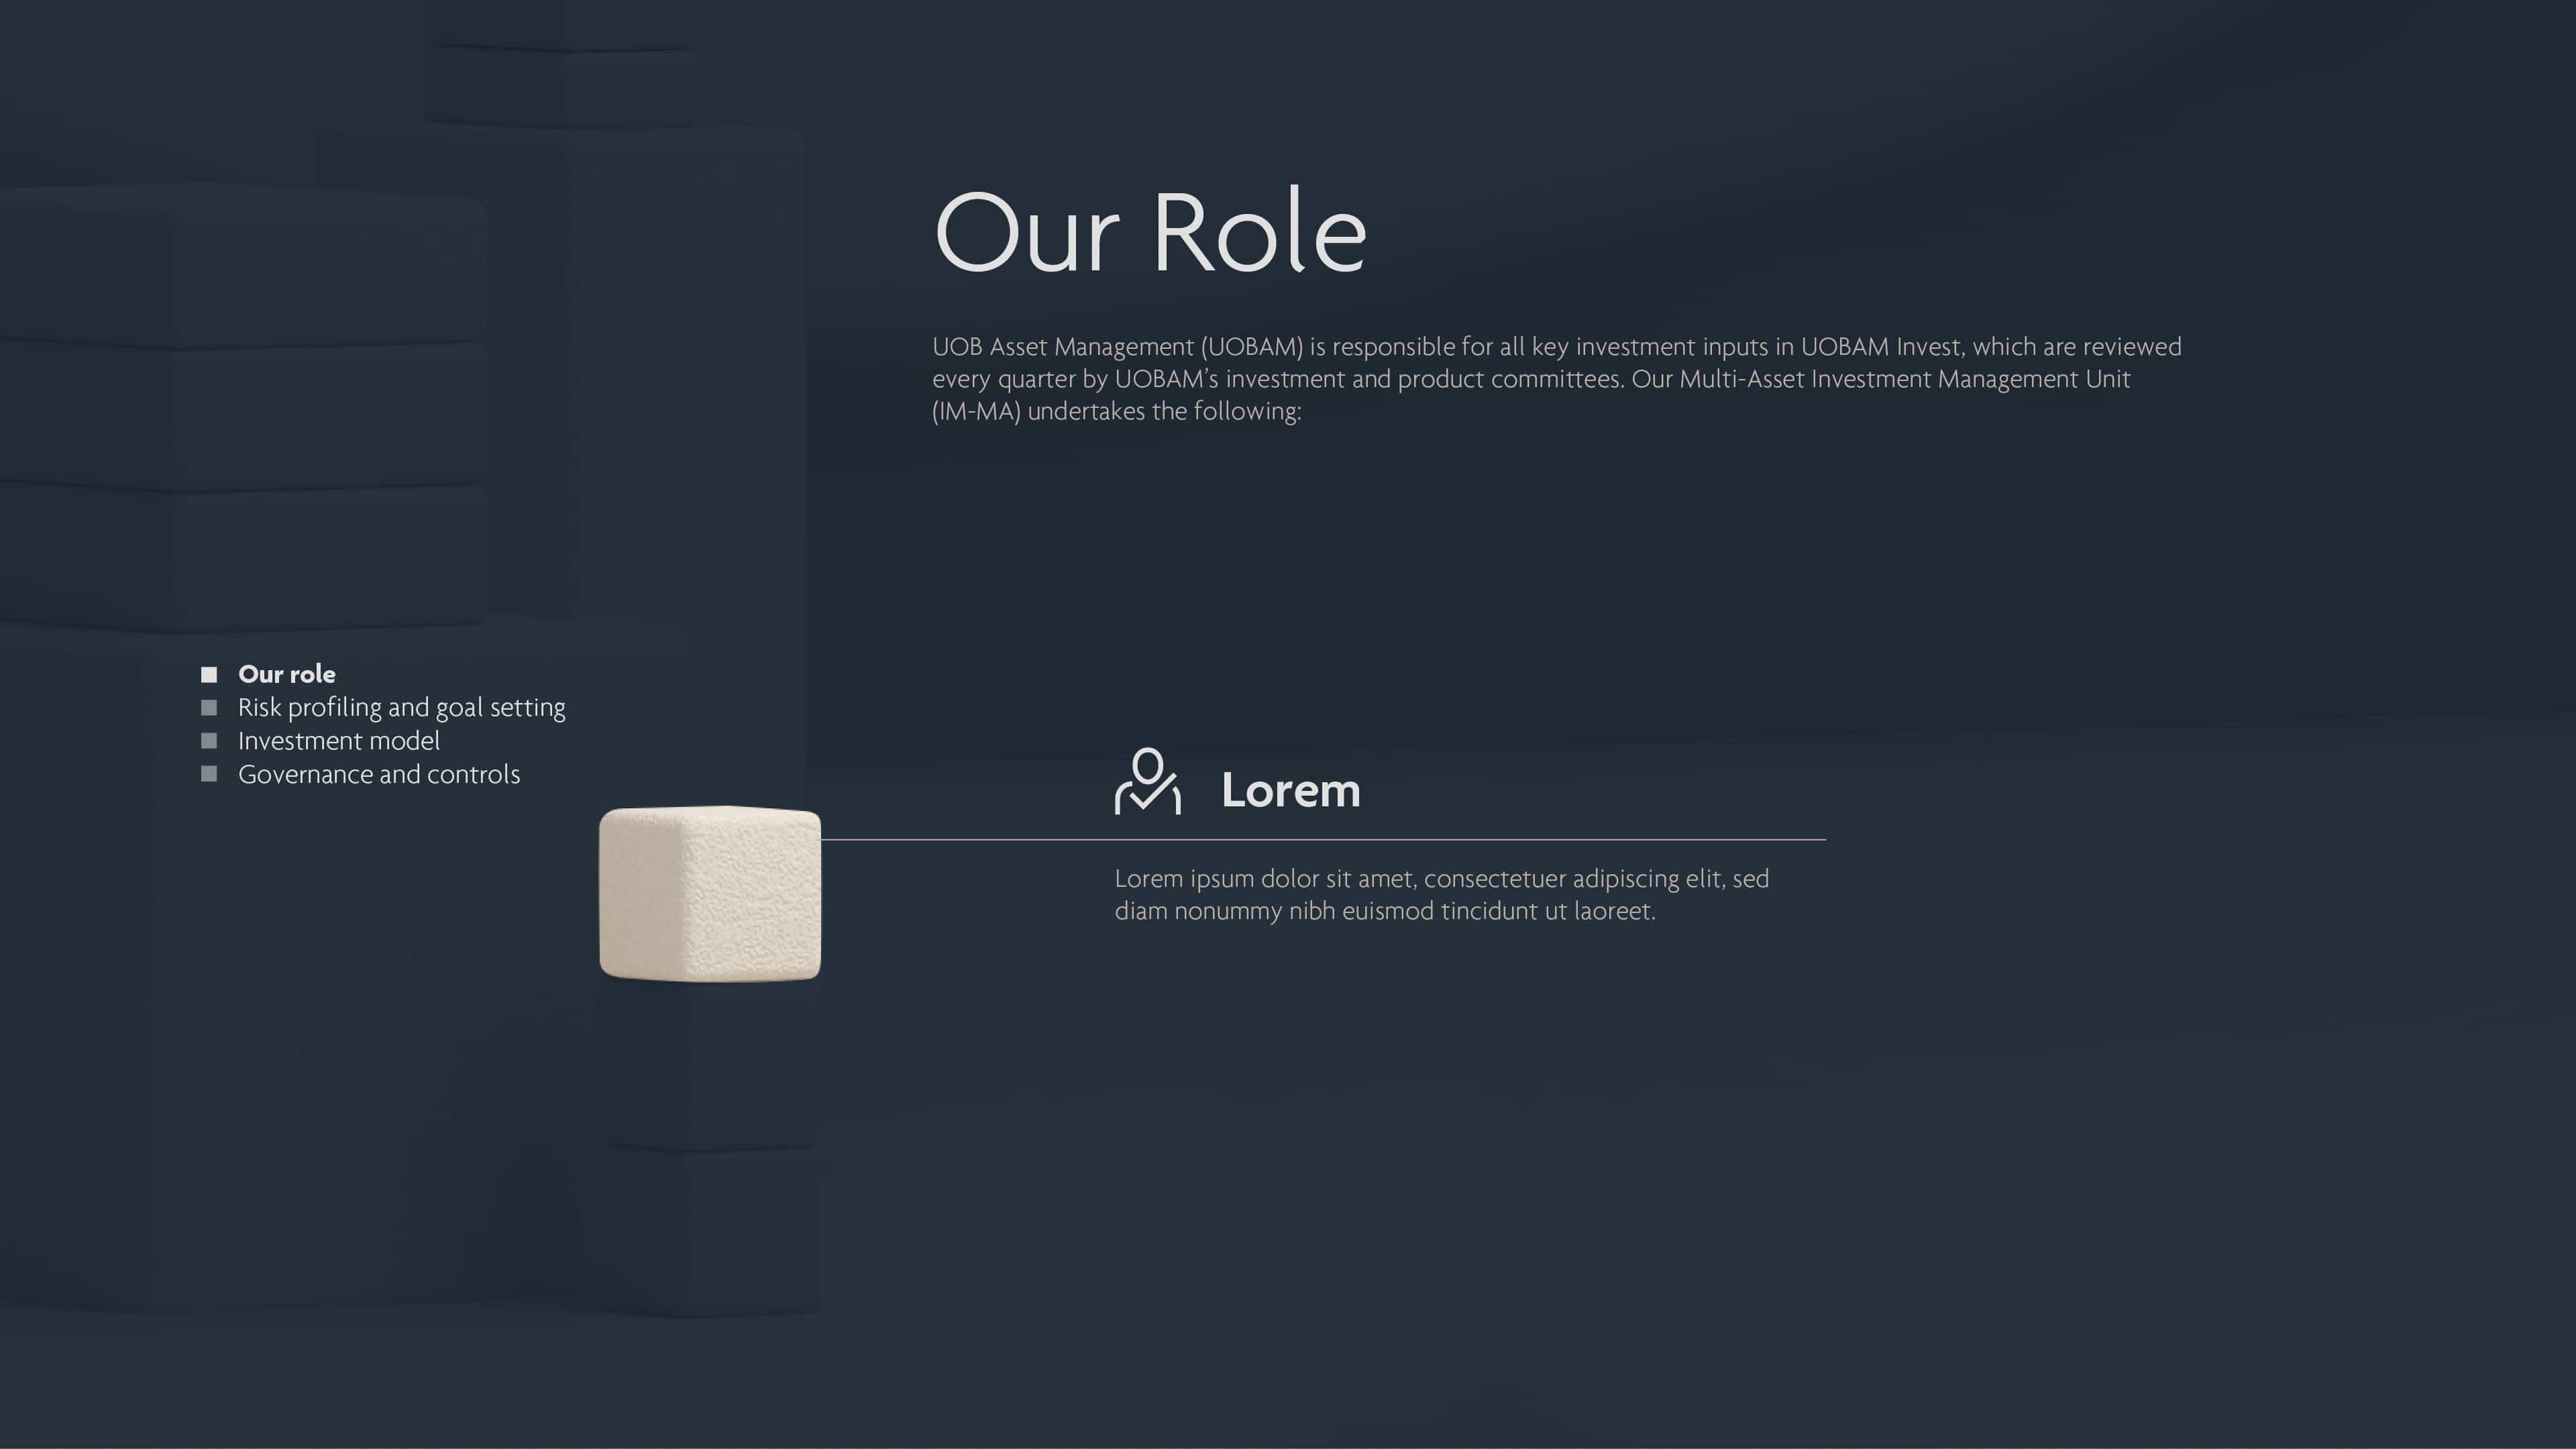 Our Role
UOB Asset Management (UOBAM) is responsible for all key investment inputs in UOBAM Invest, which are reviewed
every quarter by UOBAM’s investment and product committees. Our Multi-Asset Investment Management Unit
(IM-MA) undertakes the following:
Our role
Risk profiling and goal setting
Investment model
Governance and controls
Lorem
Lorem ipsum dolor sit amet, consectetuer adipiscing elit, sed
diam nonummy nibh euismod tincidunt ut laoreet.